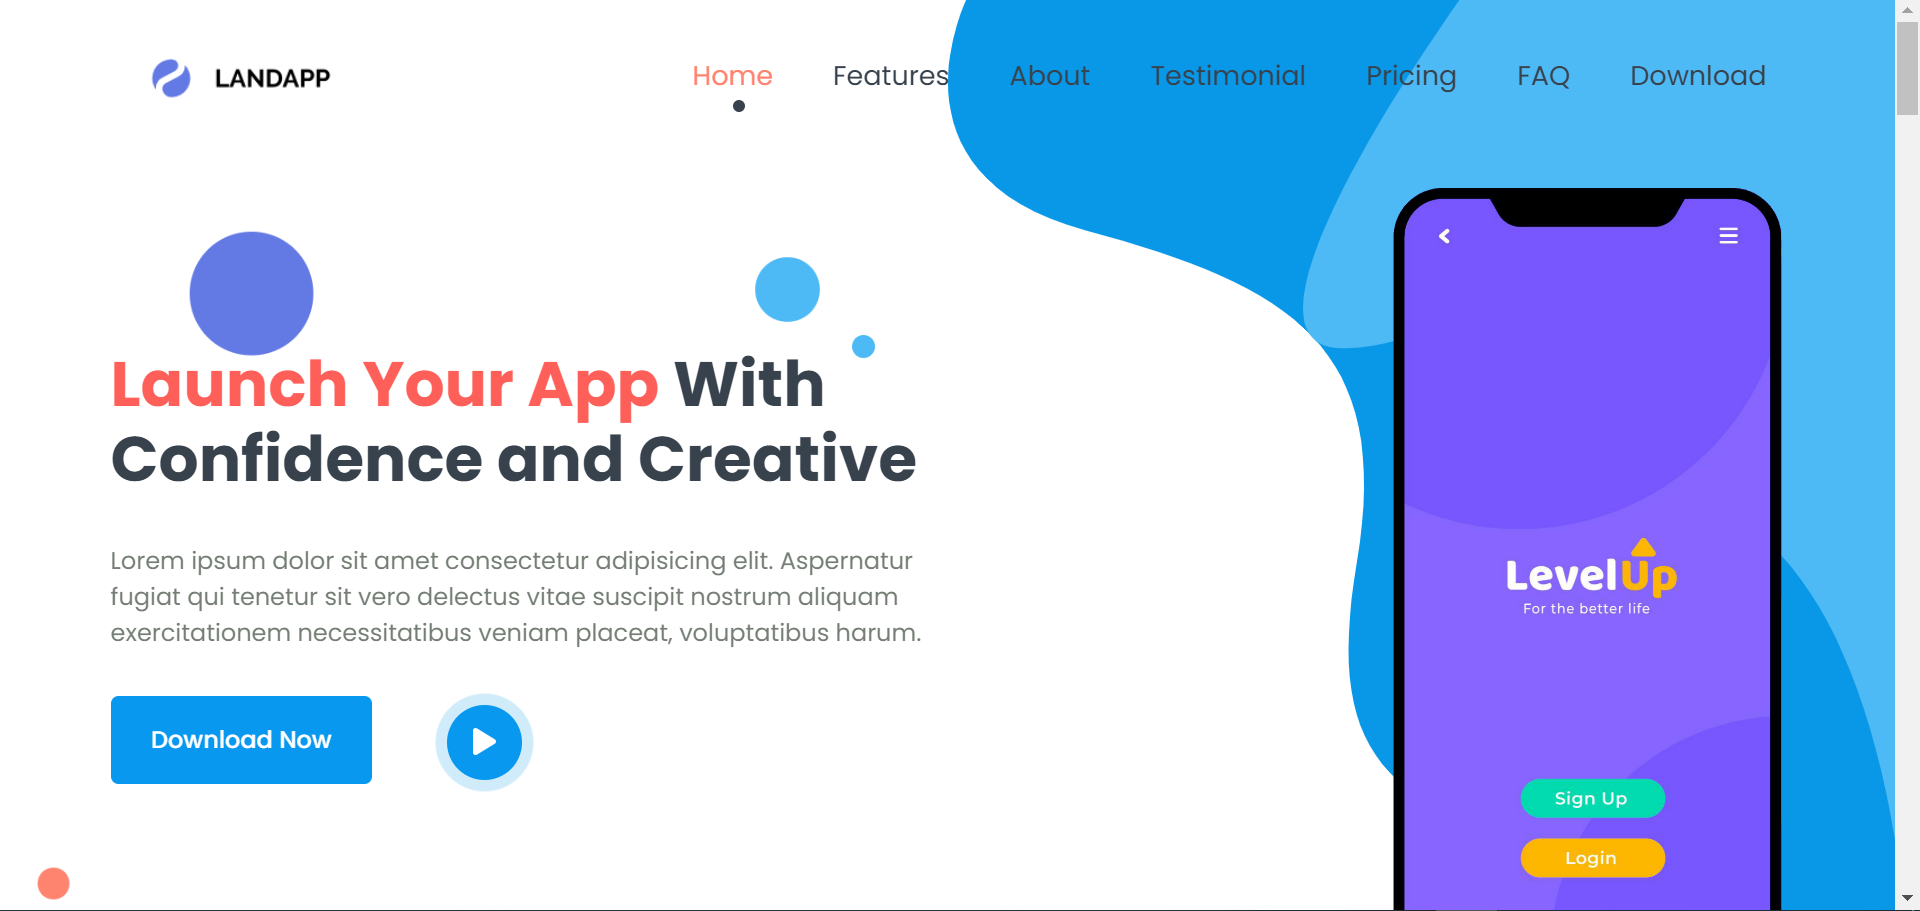 LANDAPP
Home Features About Testimonial Pricing FAQ Download
Launch Your App With
Confidence and Creative
Lorem ipsum dolor sit amet consectetur adipisicing elit. Aspernatur
fugiat qui tenetur sit vero delectus vitae suscipit nostrum aliquam
exercitationem necessitatibus veniam placeat, voluptatibus harum.
Download Now
LevelUp
For the better life
Sign Up
Login